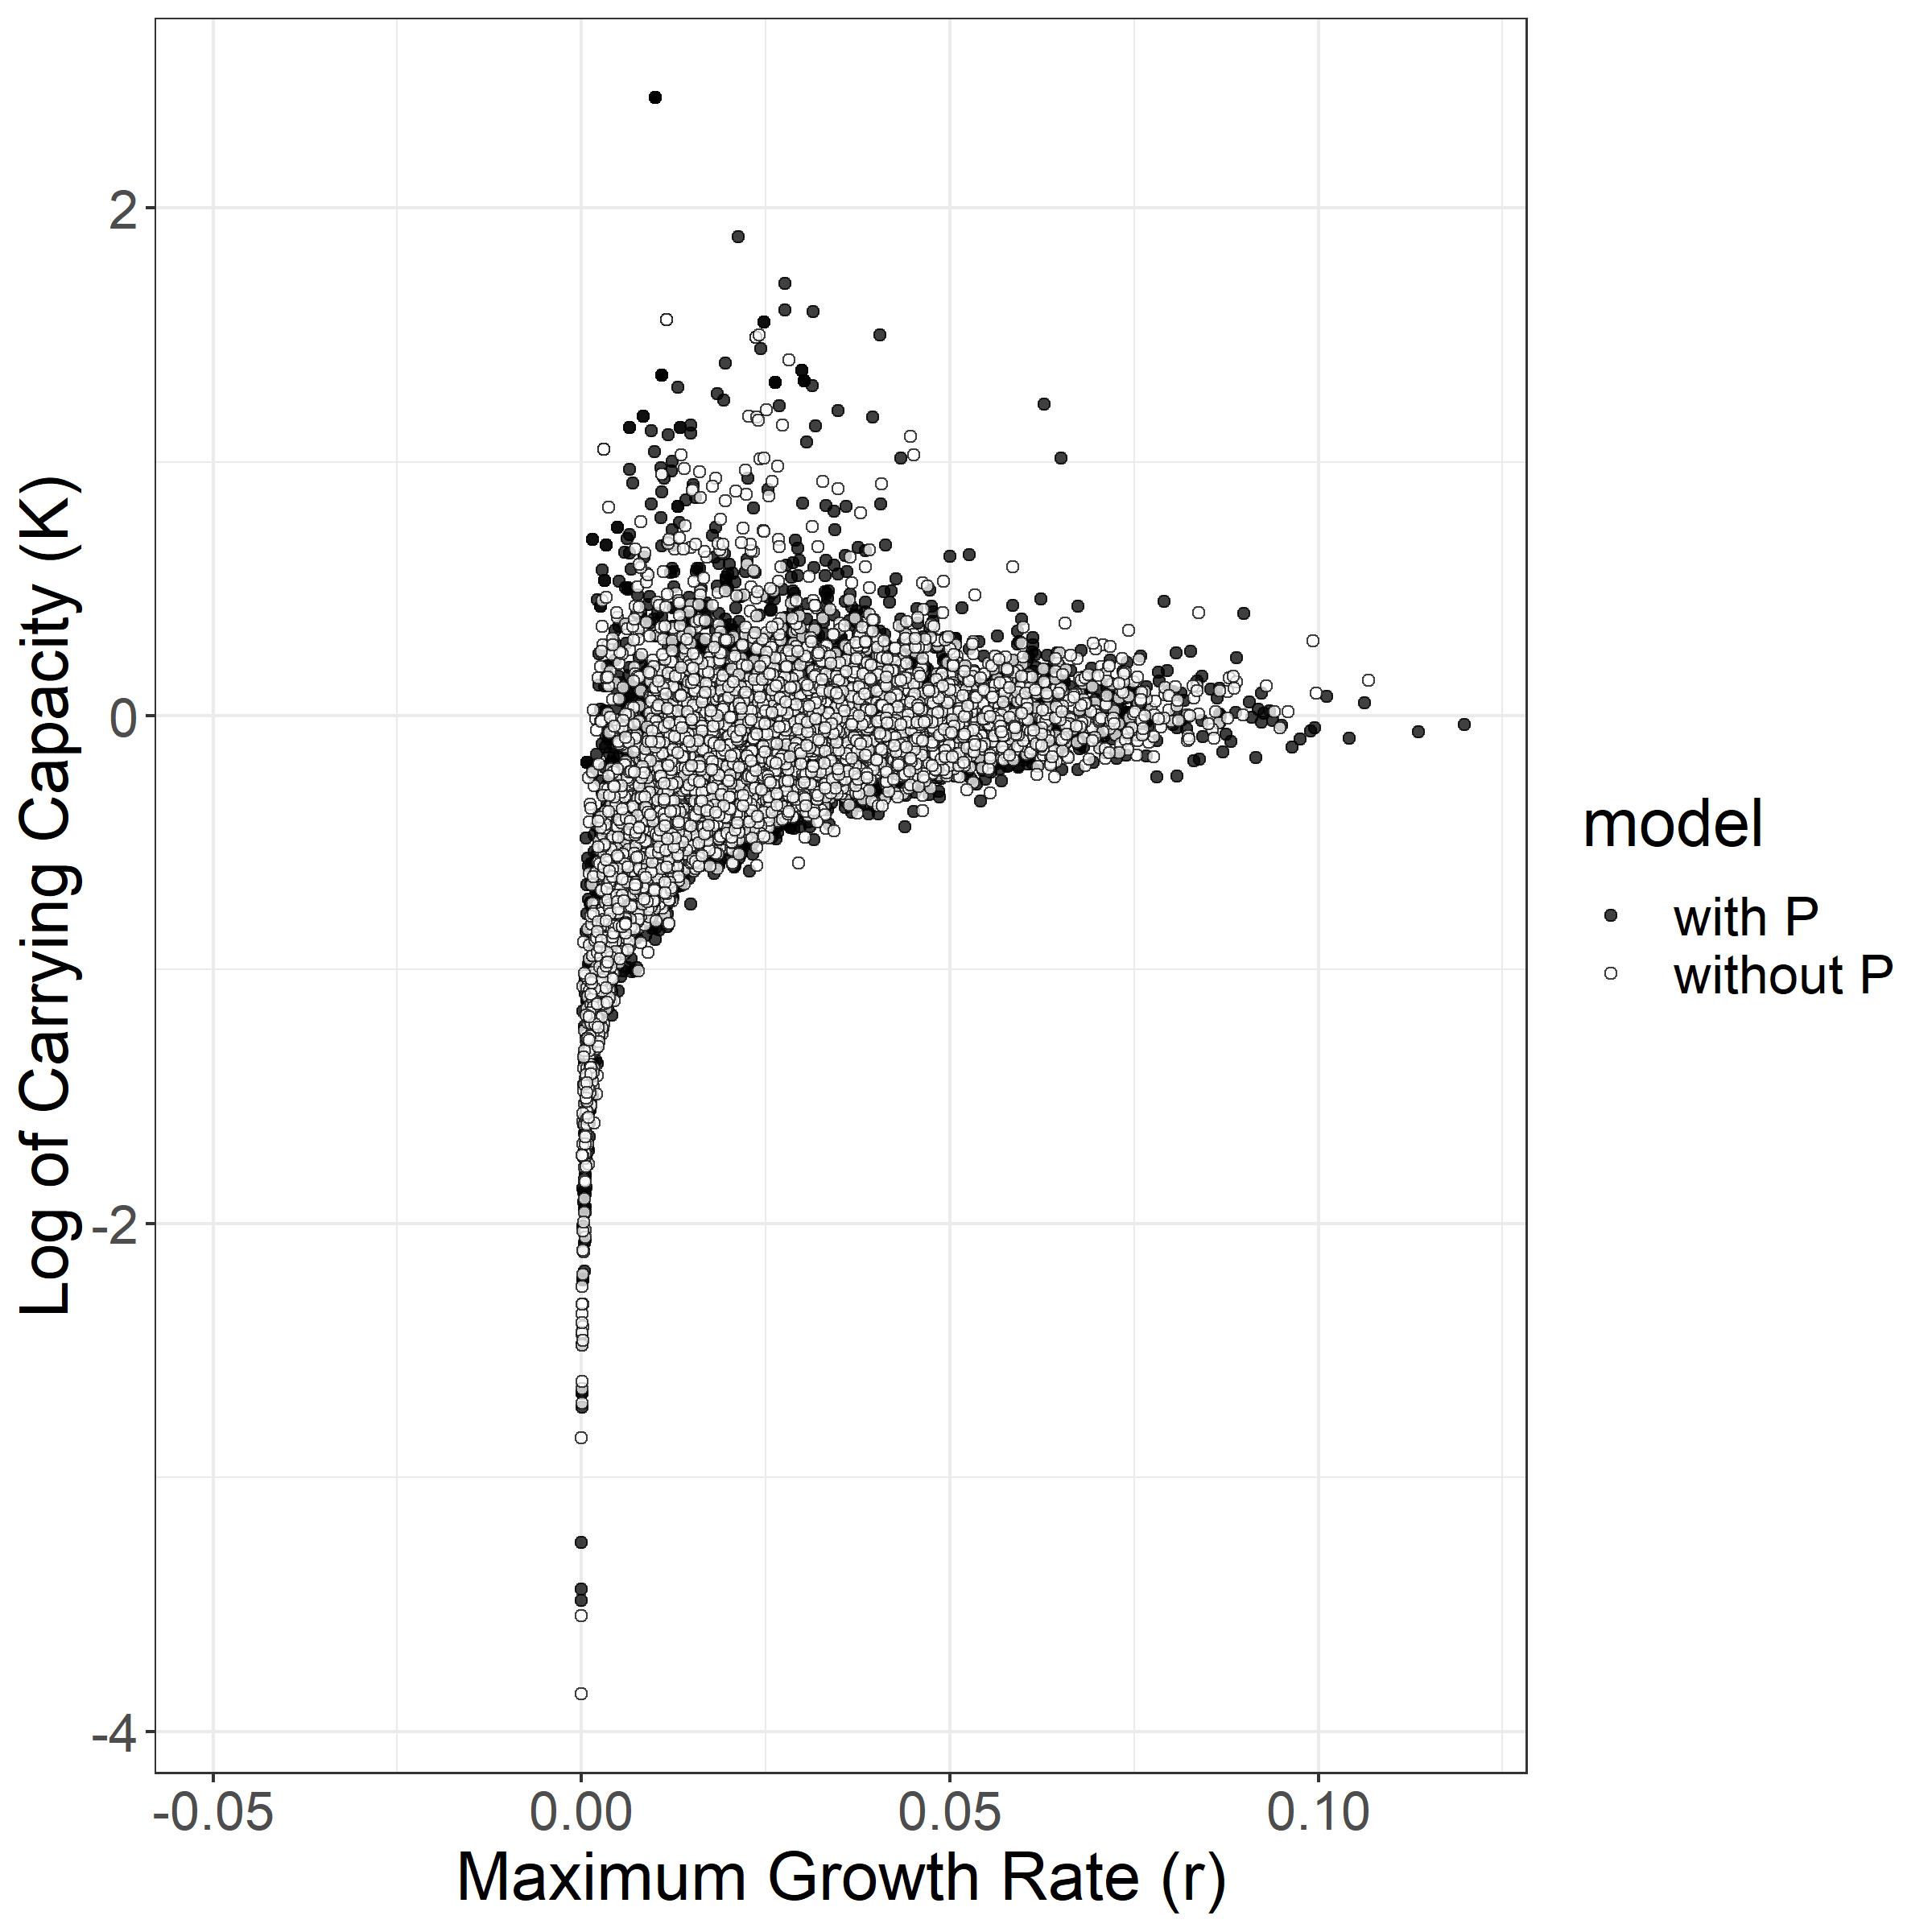 Log of Carrying Capacity (K)
2
0
-2
-4
-0.05 0.00 0.05 0.10
Maximum Growth Rate (r)
model
with P
without P